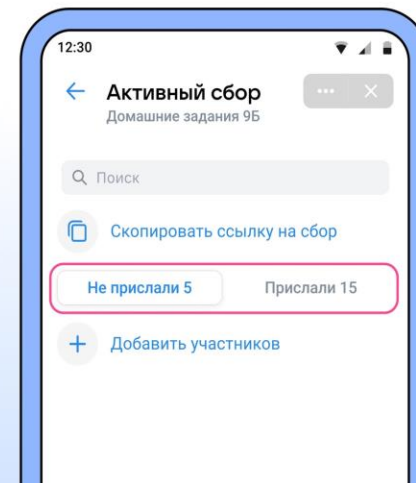 12:30
Активный сбор
Домашние задания 9Б
Поиск
Скопировать ссылку на сбор
Не прислали 5 Прислали 15
Добавить участников